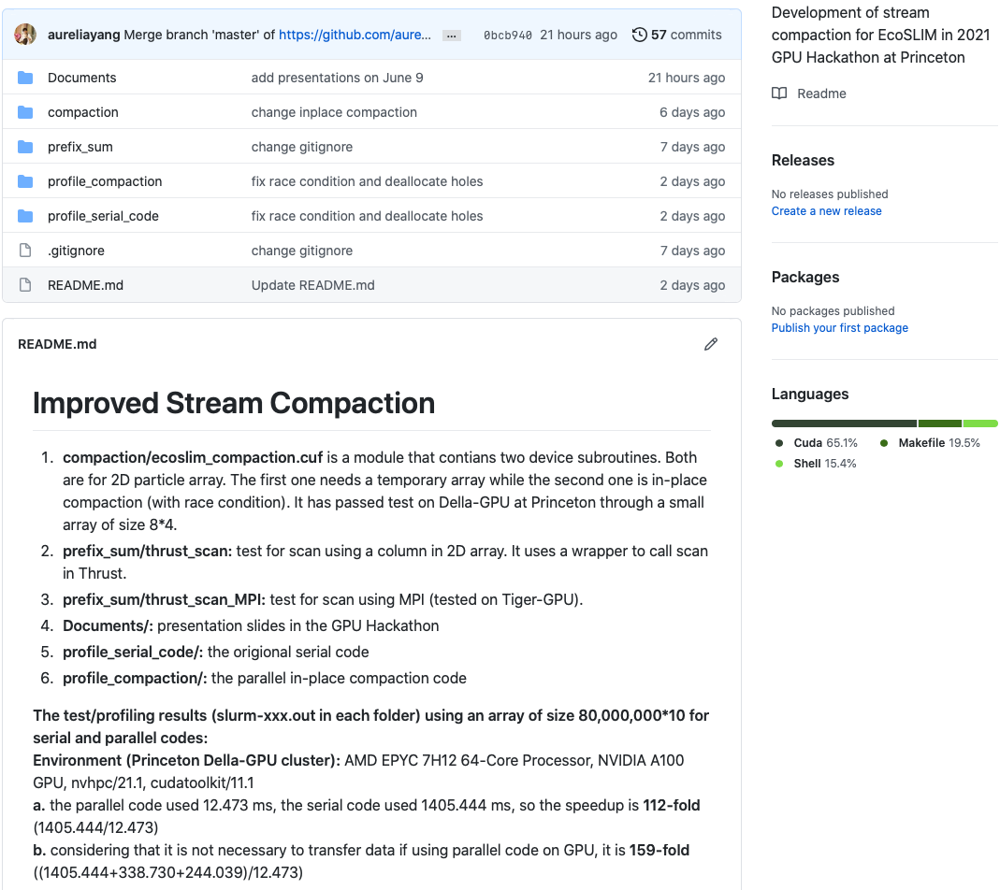 aureliayang Merge branch 'master' of https://github.com/aure... ... 0bcb940 21 hours ago 57 commits
Documents add presentations on June 9 21 hours ago
compaction change inplace compaction 6 days ago
prefix_sum change gitignore 7 days ago
profile_compaction fix race condition and deallocate holes 2 days ago
profile_serial_code fix race condition and deallocate holes 2 days ago
.gitignore change gitignore 7 days ago
README.md Update README.md 2 days ago
README.md
Improved Stream Compaction
1. compaction/ecoslim_compaction.cuf is a module that contians two device subroutines. Both
are for 2D particle array. The first one needs a temporary array while the second one is in-place
compaction (with race condition). It has passed test on Della-GPU at Princeton through a small
array of size 8*4.
2. prefix_sum/thrust_scan: test for scan using a column in 2D array. It uses a wrapper to call scan
in Thrust.
3. prefix_sum/thrust_scan_MPI: test for scan using MPI (tested on Tiger-GPU).
4. Documents/: presentation slides in the GPU Hackathon
5. profile_serial_code/: the origional serial code
6. profile_compaction/: the parallel in-place compaction code
The test/profiling results (slurm-xxx.out in each folder) using an array of size 80,000,000*10 for
serial and parallel codes:
Environment (Princeton Della-GPU cluster): AMD EPYC 7H12 64-Core Processor, NVIDIA A100
GPU, nvhpc/21.1, cudatoolkit/11.1
a. the parallel code used 12.473 ms, the serial code used 1405.444 ms, so the speedup is 112-fold
(1405.444/12.473)
b. considering that it is not necessary to transfer data if using parallel code on GPU, it is 159-fold
((1405.444+338.730+244.039)/12.473)
Development of stream
compaction for EcoSLIM in 2021
GPU Hackathon at Princeton
Readme
Releases
No releases published
Create a new release
Packages
No packages published
Publish your first package
Languages
Cuda 65.1% Makefile 19.5%
Shell 15.4%